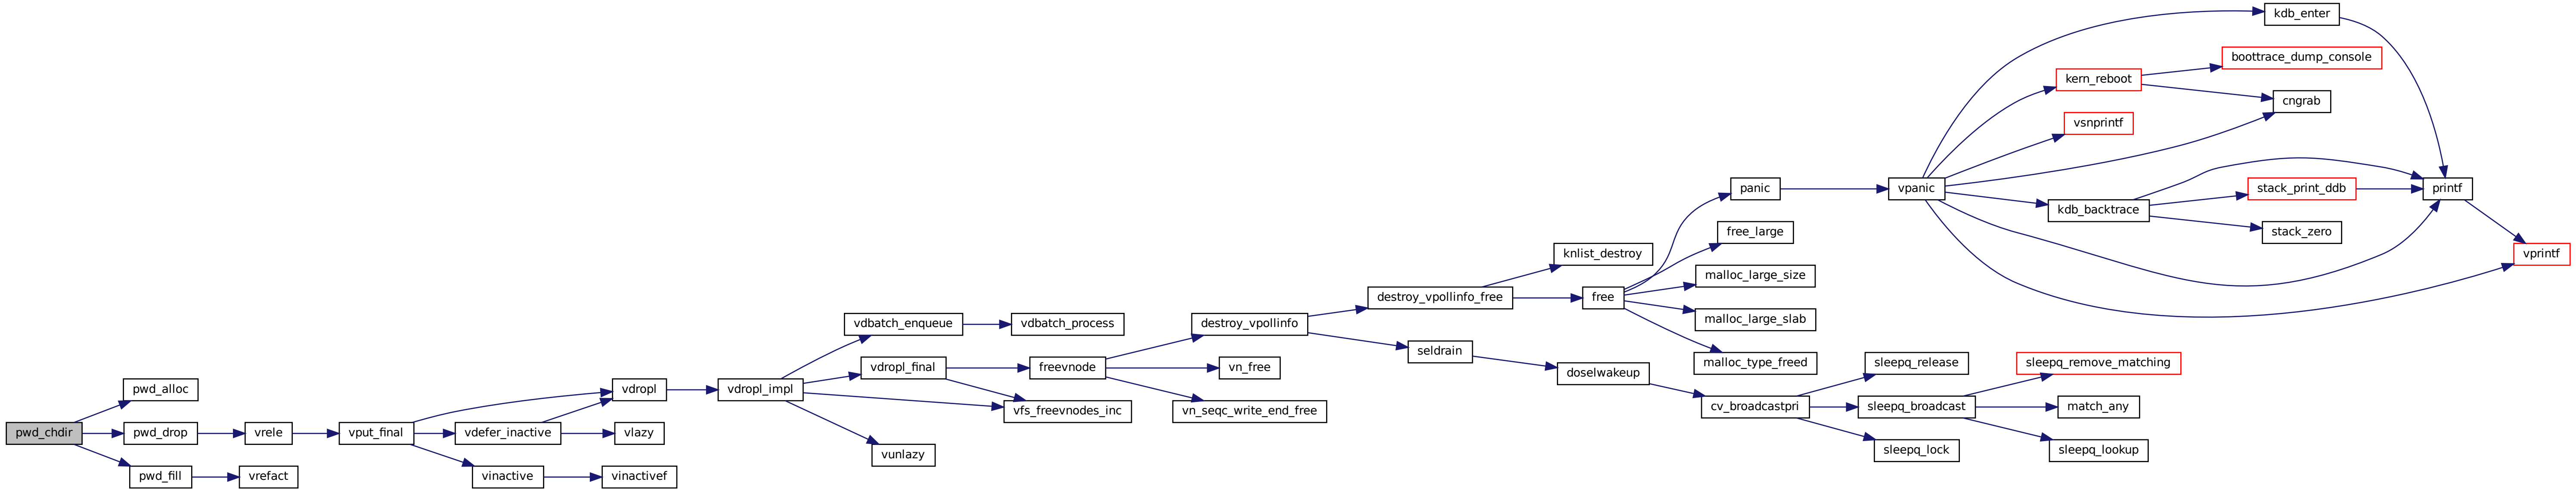 kdb_enter
boottrace_dump_console
kern_reboot
cngrab
vsnprintf
panic
vpanic
stack_print_ddb
printf
kdb_backtrace
free_large
stack_zero
knlist_destroy
vprintf
malloc_large_size
destroy_vpollinfo_free
free
malloc_large_slab
vdbatch_enqueue
vdbatch_process
destroy_vpollinfo
seldrain
malloc_type_freed
sleepq_release
sleepq_remove_matching
vdropl_final
freevnode
vn_free
doselwakeup
pwd_alloc
vdropl
vdropl_impl
vfs_freevnodes_inc
vn_seqc_write_end_free
cv_broadcastpri
sleepq_broadcast
match_any
pwd_chdir
pwd_drop
vrele
vput_final
vdefer_inactive
vlazy
vunlazy
sleepq_lock
sleepq_lookup
pwd_fill
vrefact
vinactive
vinactivef